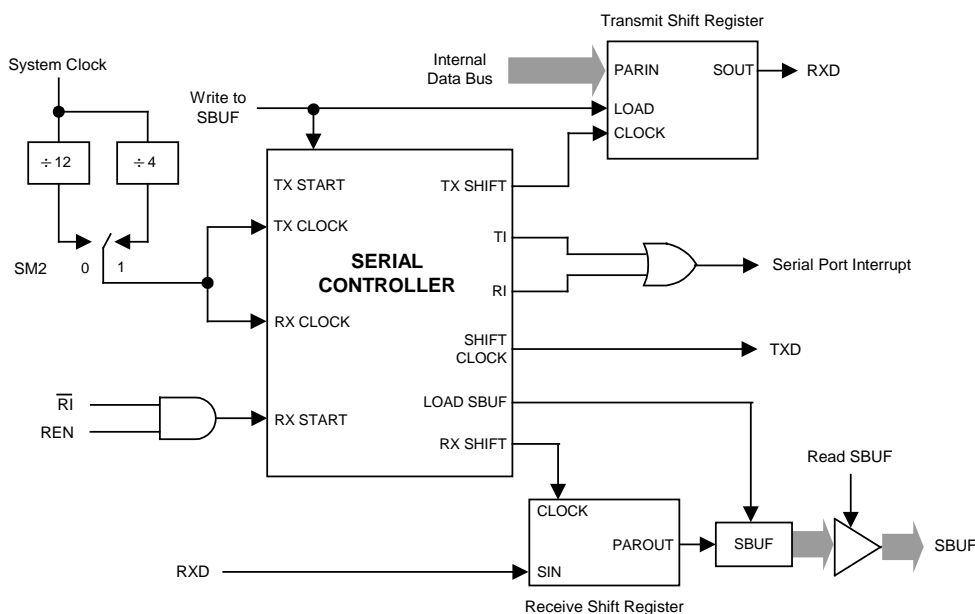 Transmit Shift Register
System Clock
Internal
Data Bus
PARIN
SOUT
RXD
Write to
SBUF
LOAD
CLOCK
÷ 12
÷ 4
TX START
TX SHIFT
TX CLOCK
TI
SERIAL
CONTROLLER
Serial Port Interrupt
SM2
0
1
RI
RX CLOCK
SHIFT
CLOCK
TXD
R̅I̅
REN
RX START
LOAD SBUF
RX SHIFT
Read SBUF
CLOCK
PAROUT
SBUF
SBUF
RXD
SIN
Receive Shift Register